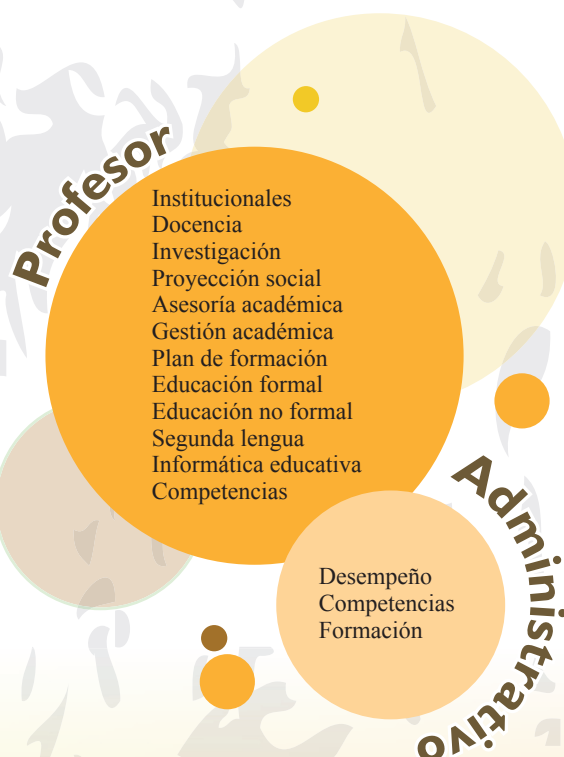 Profesor
Institucionales
Docencia
Investigación
Proyección social
Asesoría académica
Gestión académica
Plan de formación
Educación formal
Educación no formal
Segunda lengua
Informática educativa
Competencias
Administrativo
Desempeño
Competencias
Formación